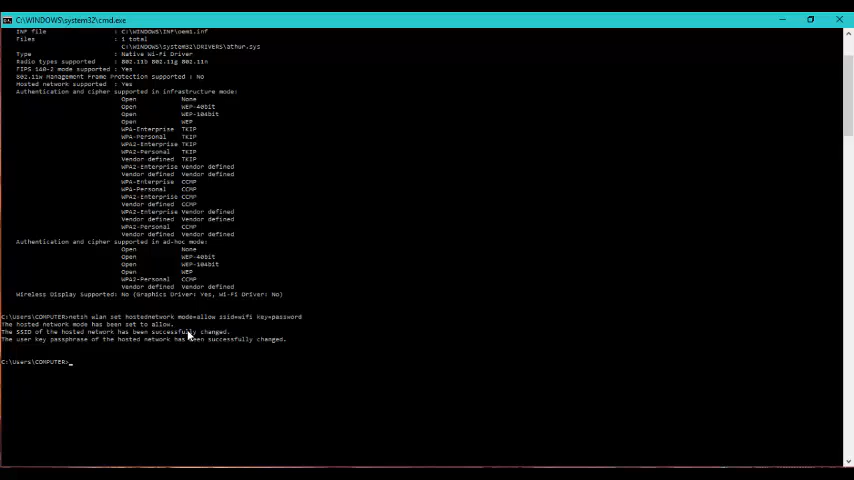 C:\WINDOWS\system32\cmd.exe
INF file : C:\WINDOWS\INF\oem1.inf
Files : 1 total
C:\WINDOWS\system32\DRIVERS\athur.sys
Type : Native Wi-Fi Driver
Radio types supported : 802.11b 802.11g 802.11n
FIPS 140-2 mode supported : Yes
802.11w Management Frame Protection supported : No
Hosted network supported : Yes
Authentication and cipher supported in infrastructure mode:
Open None
Open WEP-40bit
Open WEP-104bit
Open WEP
WPA-Enterprise TKIP
WPA-Personal TKIP
WPA2-Enterprise TKIP
WPA2-Personal TKIP
Vendor defined TKIP
WPA2-Enterprise Vendor defined
Vendor defined Vendor defined
WPA-Enterprise CCMP
WPA-Personal CCMP
WPA2-Enterprise CCMP
Vendor defined CCMP
WPA2-Enterprise Vendor defined
Vendor defined Vendor defined
WPA2-Personal CCMP
Vendor defined Vendor defined
Authentication and cipher supported in ad-hoc mode:
Open None
Open WEP-40bit
Open WEP-104bit
Open WEP
WPA2-Personal CCMP
Vendor defined Vendor defined
Wireless Display Supported: No (Graphics Driver: Yes, Wi-Fi Driver: No)
C:\Users\COMPUTER>netsh wlan set hostednetwork mode=allow ssid=wifi key=password
The hosted network mode has been set to allow.
The SSID of the hosted network has been successfully changed.
The user key passphrase of the hosted network has been successfully changed.
C:\Users\COMPUTER>_